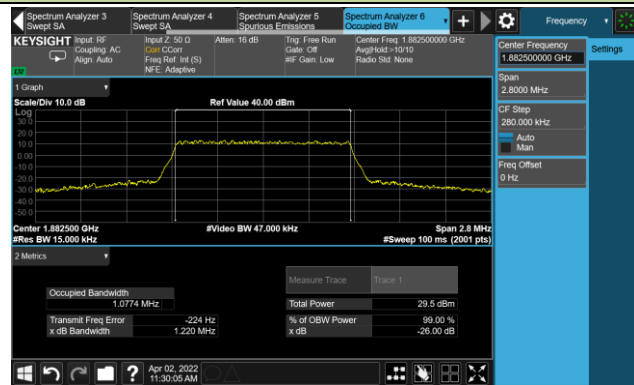 Spectrum Analyzer 3
Swept SA
Spectrum Analyzer 4
Swept SA
Spectrum Analyzer 5
Spurious Emissions
Spectrum Analyzer 6
Occupied BW
Frequency
KEYSIGHT
Input: RF
Coupling: AC
Align: Auto
Input Z: 50 Ω
Corr CCorr
Freq Ref: Int (S)
NFE: Adaptive
Atten: 16 dB
Trig: Free Run
Gate: Off
#IF Gain: Low
Center Freq: 1.882500000 GHz
Avg|Hold:>10/10
Radio Std: None
Center Frequency
1.882500000 GHz
Settings
Span
2.8000 MHz
CF Step
280.000 kHz
Auto
Man
Freq Offset
0 Hz
1 Graph
Scale/Div 10.0 dB
Ref Value 40.00 dBm
Log
30.0
20.0
10.0
0.00
-10.0
-20.0
-30.0
-40.0
-50.0
Center 1.882500 GHz
#Video BW 47.000 kHz
Span 2.8 MHz
#Res BW 15.000 kHz
#Sweep 100 ms (2001 pts)
2 Metrics
Measure Trace
Trace 1
Occupied Bandwidth
1.0774 MHz
Total Power
29.5 dBm
Transmit Freq Error
-224 Hz
% of OBW Power
99.00 %
x dB Bandwidth
1.220 MHz
x dB
-26.00 dB
Apr 02, 2022
11:30:05 AM